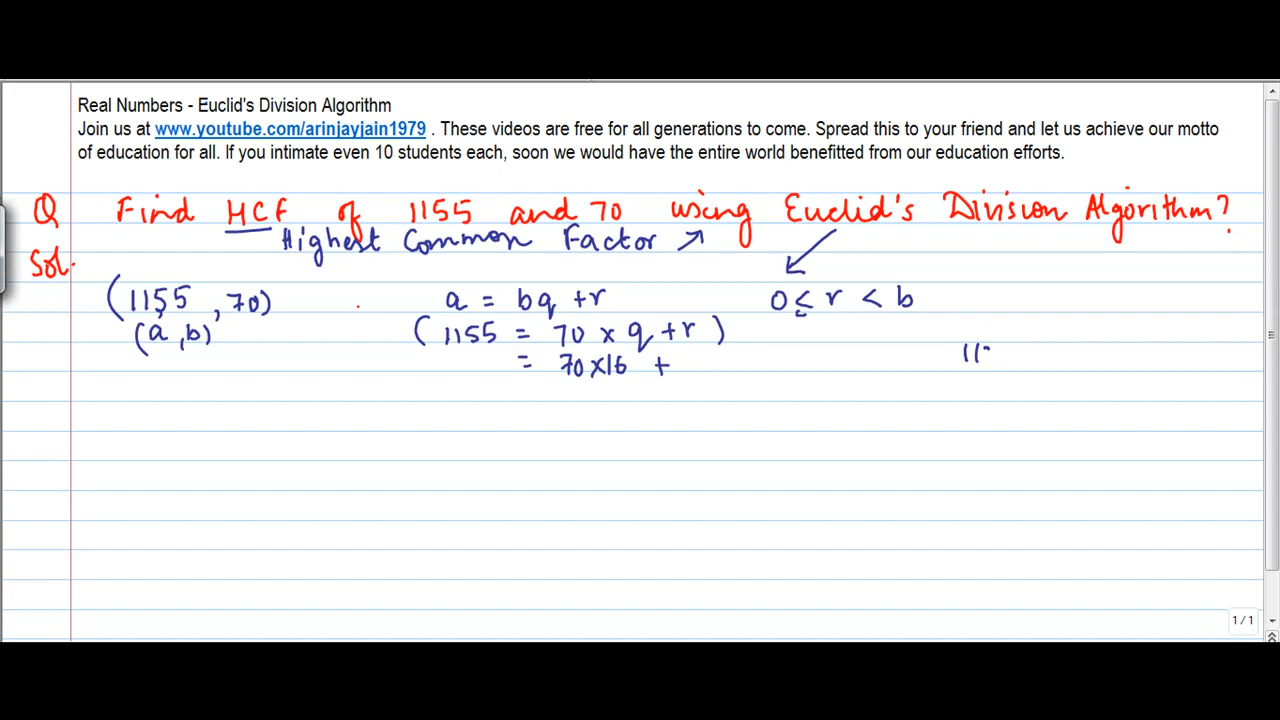 Real Numbers - Euclid's Division Algorithm
Join us at www.youtube.com/arinjayjain1979 . These videos are free for all generations to come. Spread this to your friend and let us achieve our motto
of education for all. If you intimate even 10 students each, soon we would have the entire world benefitted from our education efforts.
Q Find HCF of 1155 and 70 using Euclid's Division Algorithm?
Highest Common Factor
Sol.
(1155, 70) a = bq + r 0 ≤ r < b
(a, b) (1155 = 70 × q + r)
= 70×16 +
1 / 1